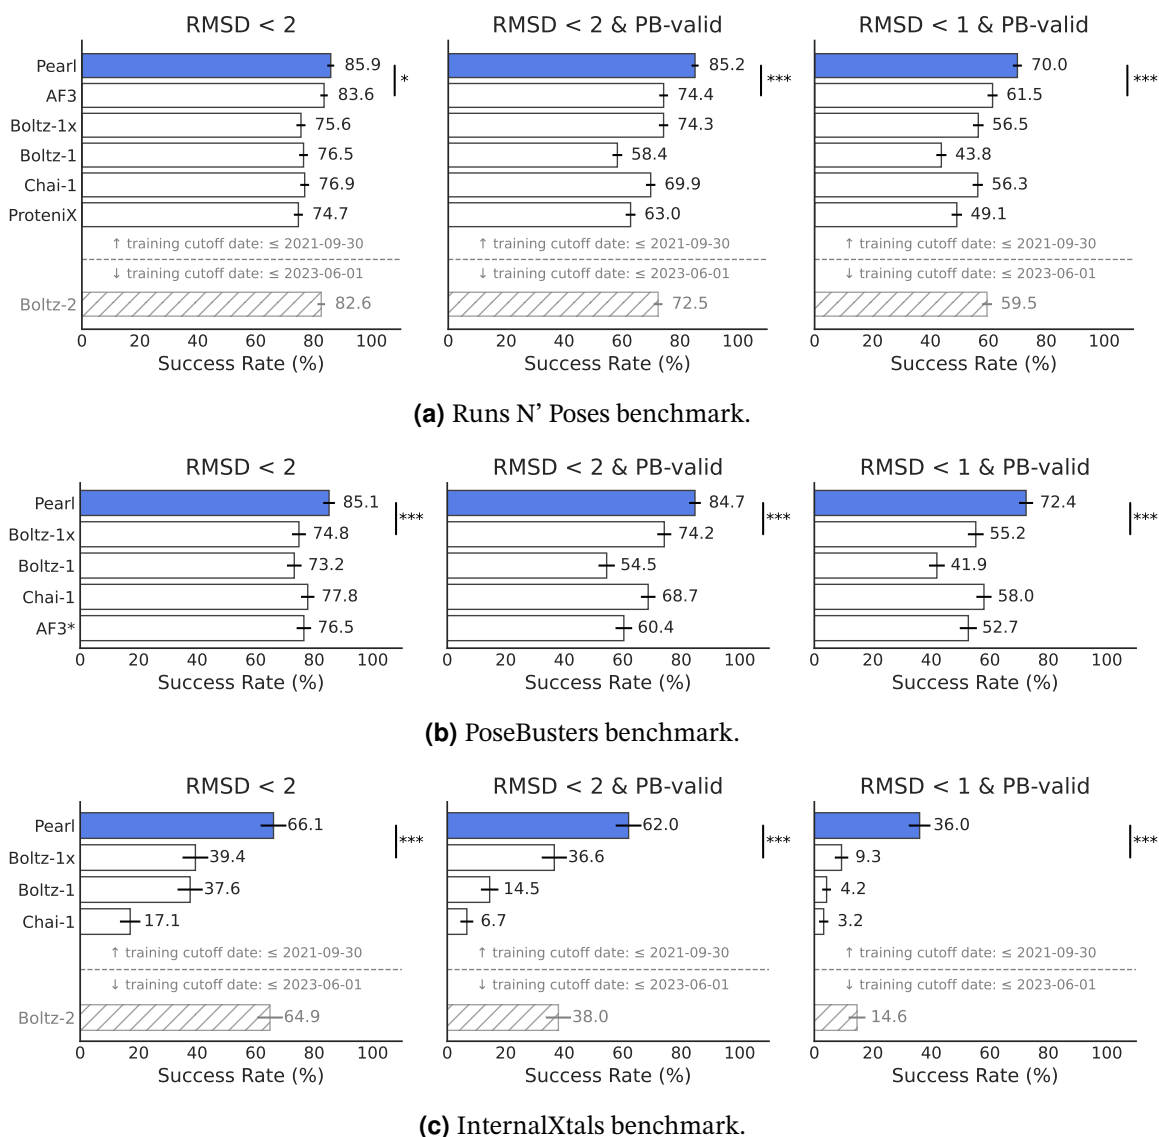 RMSD < 2 RMSD < 2 & PB-valid RMSD < 1 & PB-valid
Pearl 85.9 85.2 70.0
* *** ***
AF3 83.6 74.4 61.5
Boltz-1x 75.6 74.3 56.5
Boltz-1 76.5 58.4 43.8
Chai-1 76.9 69.9 56.3
ProteniX 74.7 63.0 49.1
↑ training cutoff date: ≤ 2021-09-30 ↑ training cutoff date: ≤ 2021-09-30 ↑ training cutoff date: ≤ 2021-09-30
↓ training cutoff date: ≤ 2023-06-01 ↓ training cutoff date: ≤ 2023-06-01 ↓ training cutoff date: ≤ 2023-06-01
Boltz-2 82.6 72.5 59.5
0 20 40 60 80 100 0 20 40 60 80 100 0 20 40 60 80 100
Success Rate (%) Success Rate (%) Success Rate (%)
(a) Runs N’ Poses benchmark.
RMSD < 2 RMSD < 2 & PB-valid RMSD < 1 & PB-valid
Pearl 85.1 84.7 72.4
*** *** ***
Boltz-1x 74.8 74.2 55.2
Boltz-1 73.2 54.5 41.9
Chai-1 77.8 68.7 58.0
AF3* 76.5 60.4 52.7
0 20 40 60 80 100 0 20 40 60 80 100 0 20 40 60 80 100
Success Rate (%) Success Rate (%) Success Rate (%)
(b) PoseBusters benchmark.
RMSD < 2 RMSD < 2 & PB-valid RMSD < 1 & PB-valid
Pearl 66.1 62.0 36.0
*** *** ***
Boltz-1x 39.4 36.6 9.3
Boltz-1 37.6 14.5 4.2
Chai-1 17.1 6.7 3.2
↑ training cutoff date: ≤ 2021-09-30 ↑ training cutoff date: ≤ 2021-09-30 ↑ training cutoff date: ≤ 2021-09-30
↓ training cutoff date: ≤ 2023-06-01 ↓ training cutoff date: ≤ 2023-06-01 ↓ training cutoff date: ≤ 2023-06-01
Boltz-2 64.9 38.0 14.6
0 20 40 60 80 100 0 20 40 60 80 100 0 20 40 60 80 100
Success Rate (%) Success Rate (%) Success Rate (%)
(c) InternalXtals benchmark.